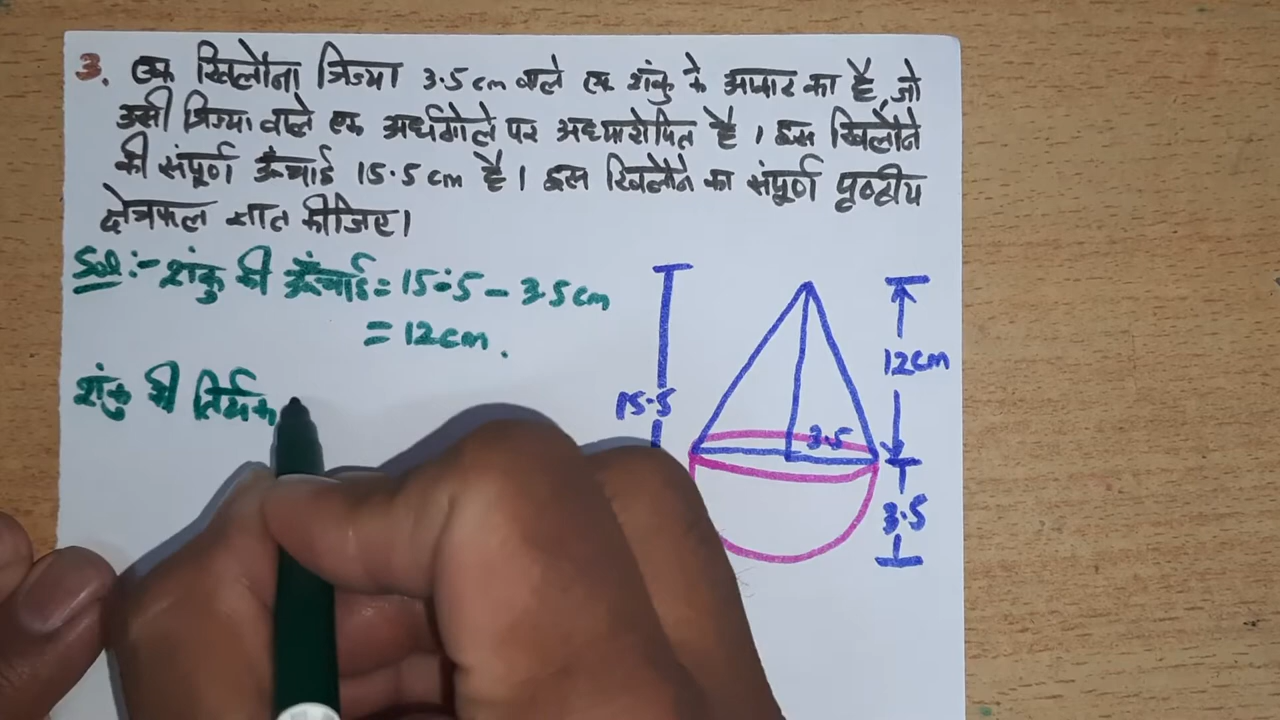 3. एक खिलौना त्रिज्या 3.5 cm वाले एक शंकु के आकार का है, जो
उसी त्रिज्या वाले एक अर्धगोले पर अध्यारोपित है। इस खिलौने
की संपूर्ण ऊँचाई 15.5 cm है। इस खिलौने का संपूर्ण पृष्ठीय
क्षेत्रफल ज्ञात कीजिए।
Sol:- शंकु की ऊँचाई = 15.5 - 3.5 cm
= 12 cm.
शंकु की तिर्यक
15.5
12cm
3.5
3.5